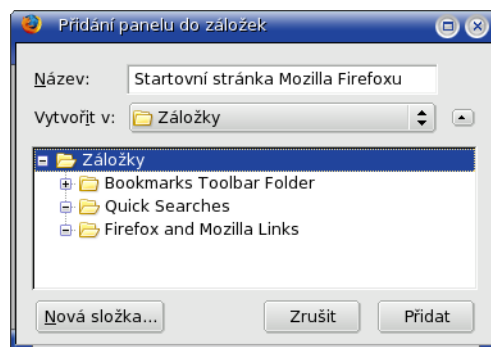 Přidání panelu do záložek
Název: Startovní stránka Mozilla Firefoxu
Vytvořit v: Záložky
Záložky
Bookmarks Toolbar Folder
Quick Searches
Firefox and Mozilla Links
Nová složka... Zrušit Přidat